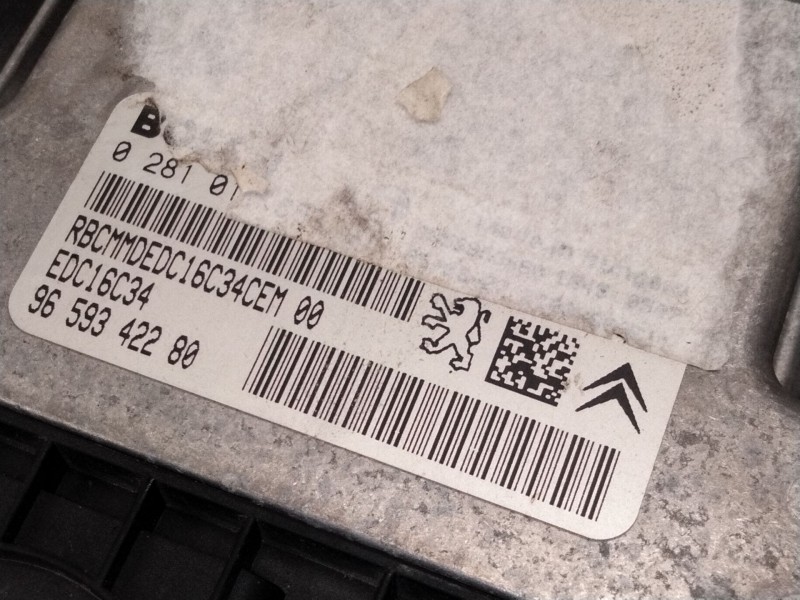 B
0 281 01
RBCMMDEDC16C34CEM 00
EDC16C34
96 593 422 80